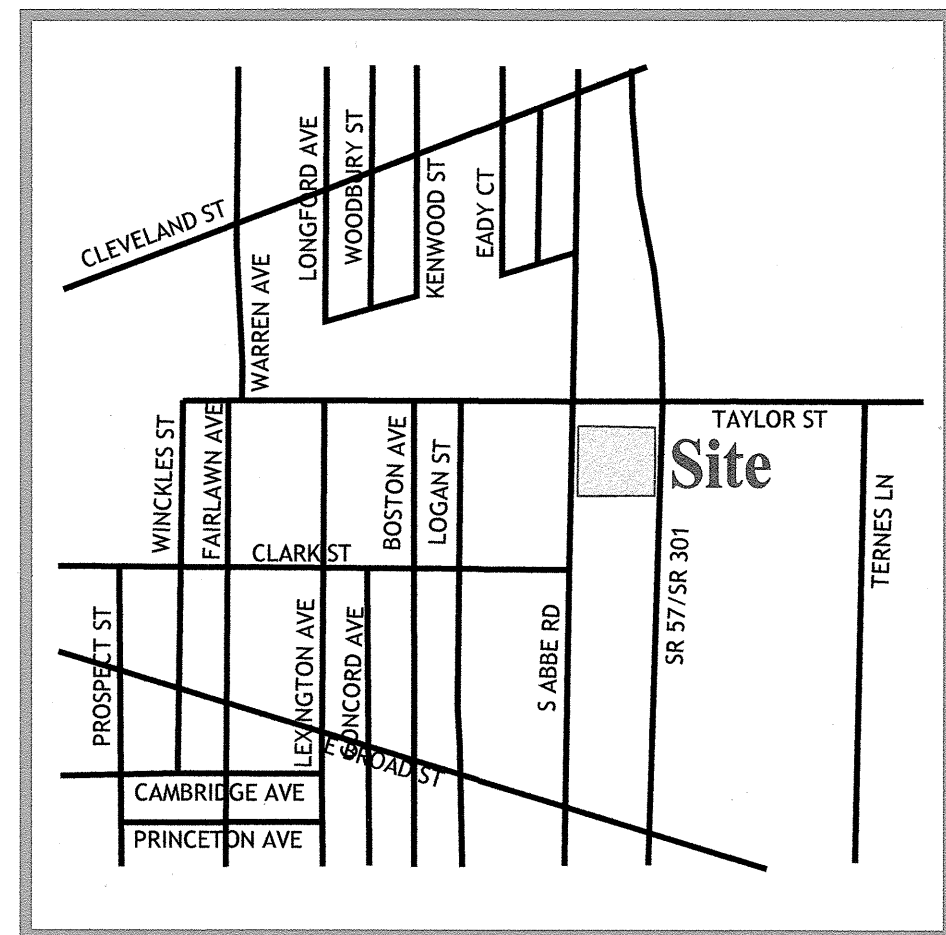 CLEVELAND ST
WARREN AVE
LONGFORD AVE
WOODBURY ST
KENWOOD ST
EADY CT
TAYLOR ST
Site
WINCKLES ST
FAIRLAWN AVE
BOSTON AVE
LOGAN ST
TERNES LN
CLARK ST
SR 57/SR 301
PROSPECT ST
LEXINGTON AVE
CONCORD AVE
S ABBE RD
E BROAD ST
CAMBRIDGE AVE
PRINCETON AVE